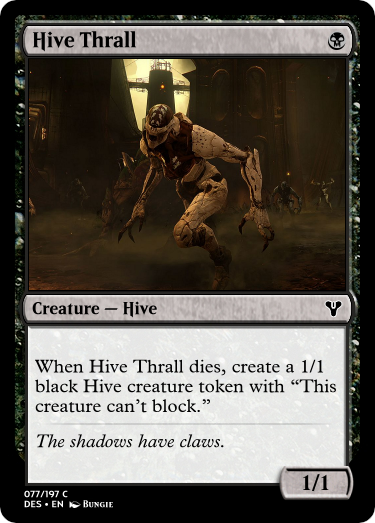 Hive Thrall
Creature — Hive
When Hive Thrall dies, create a 1/1
black Hive creature token with “This
creature can’t block.”
The shadows have claws.
1/1
077/197 C
DES • EN Bungie